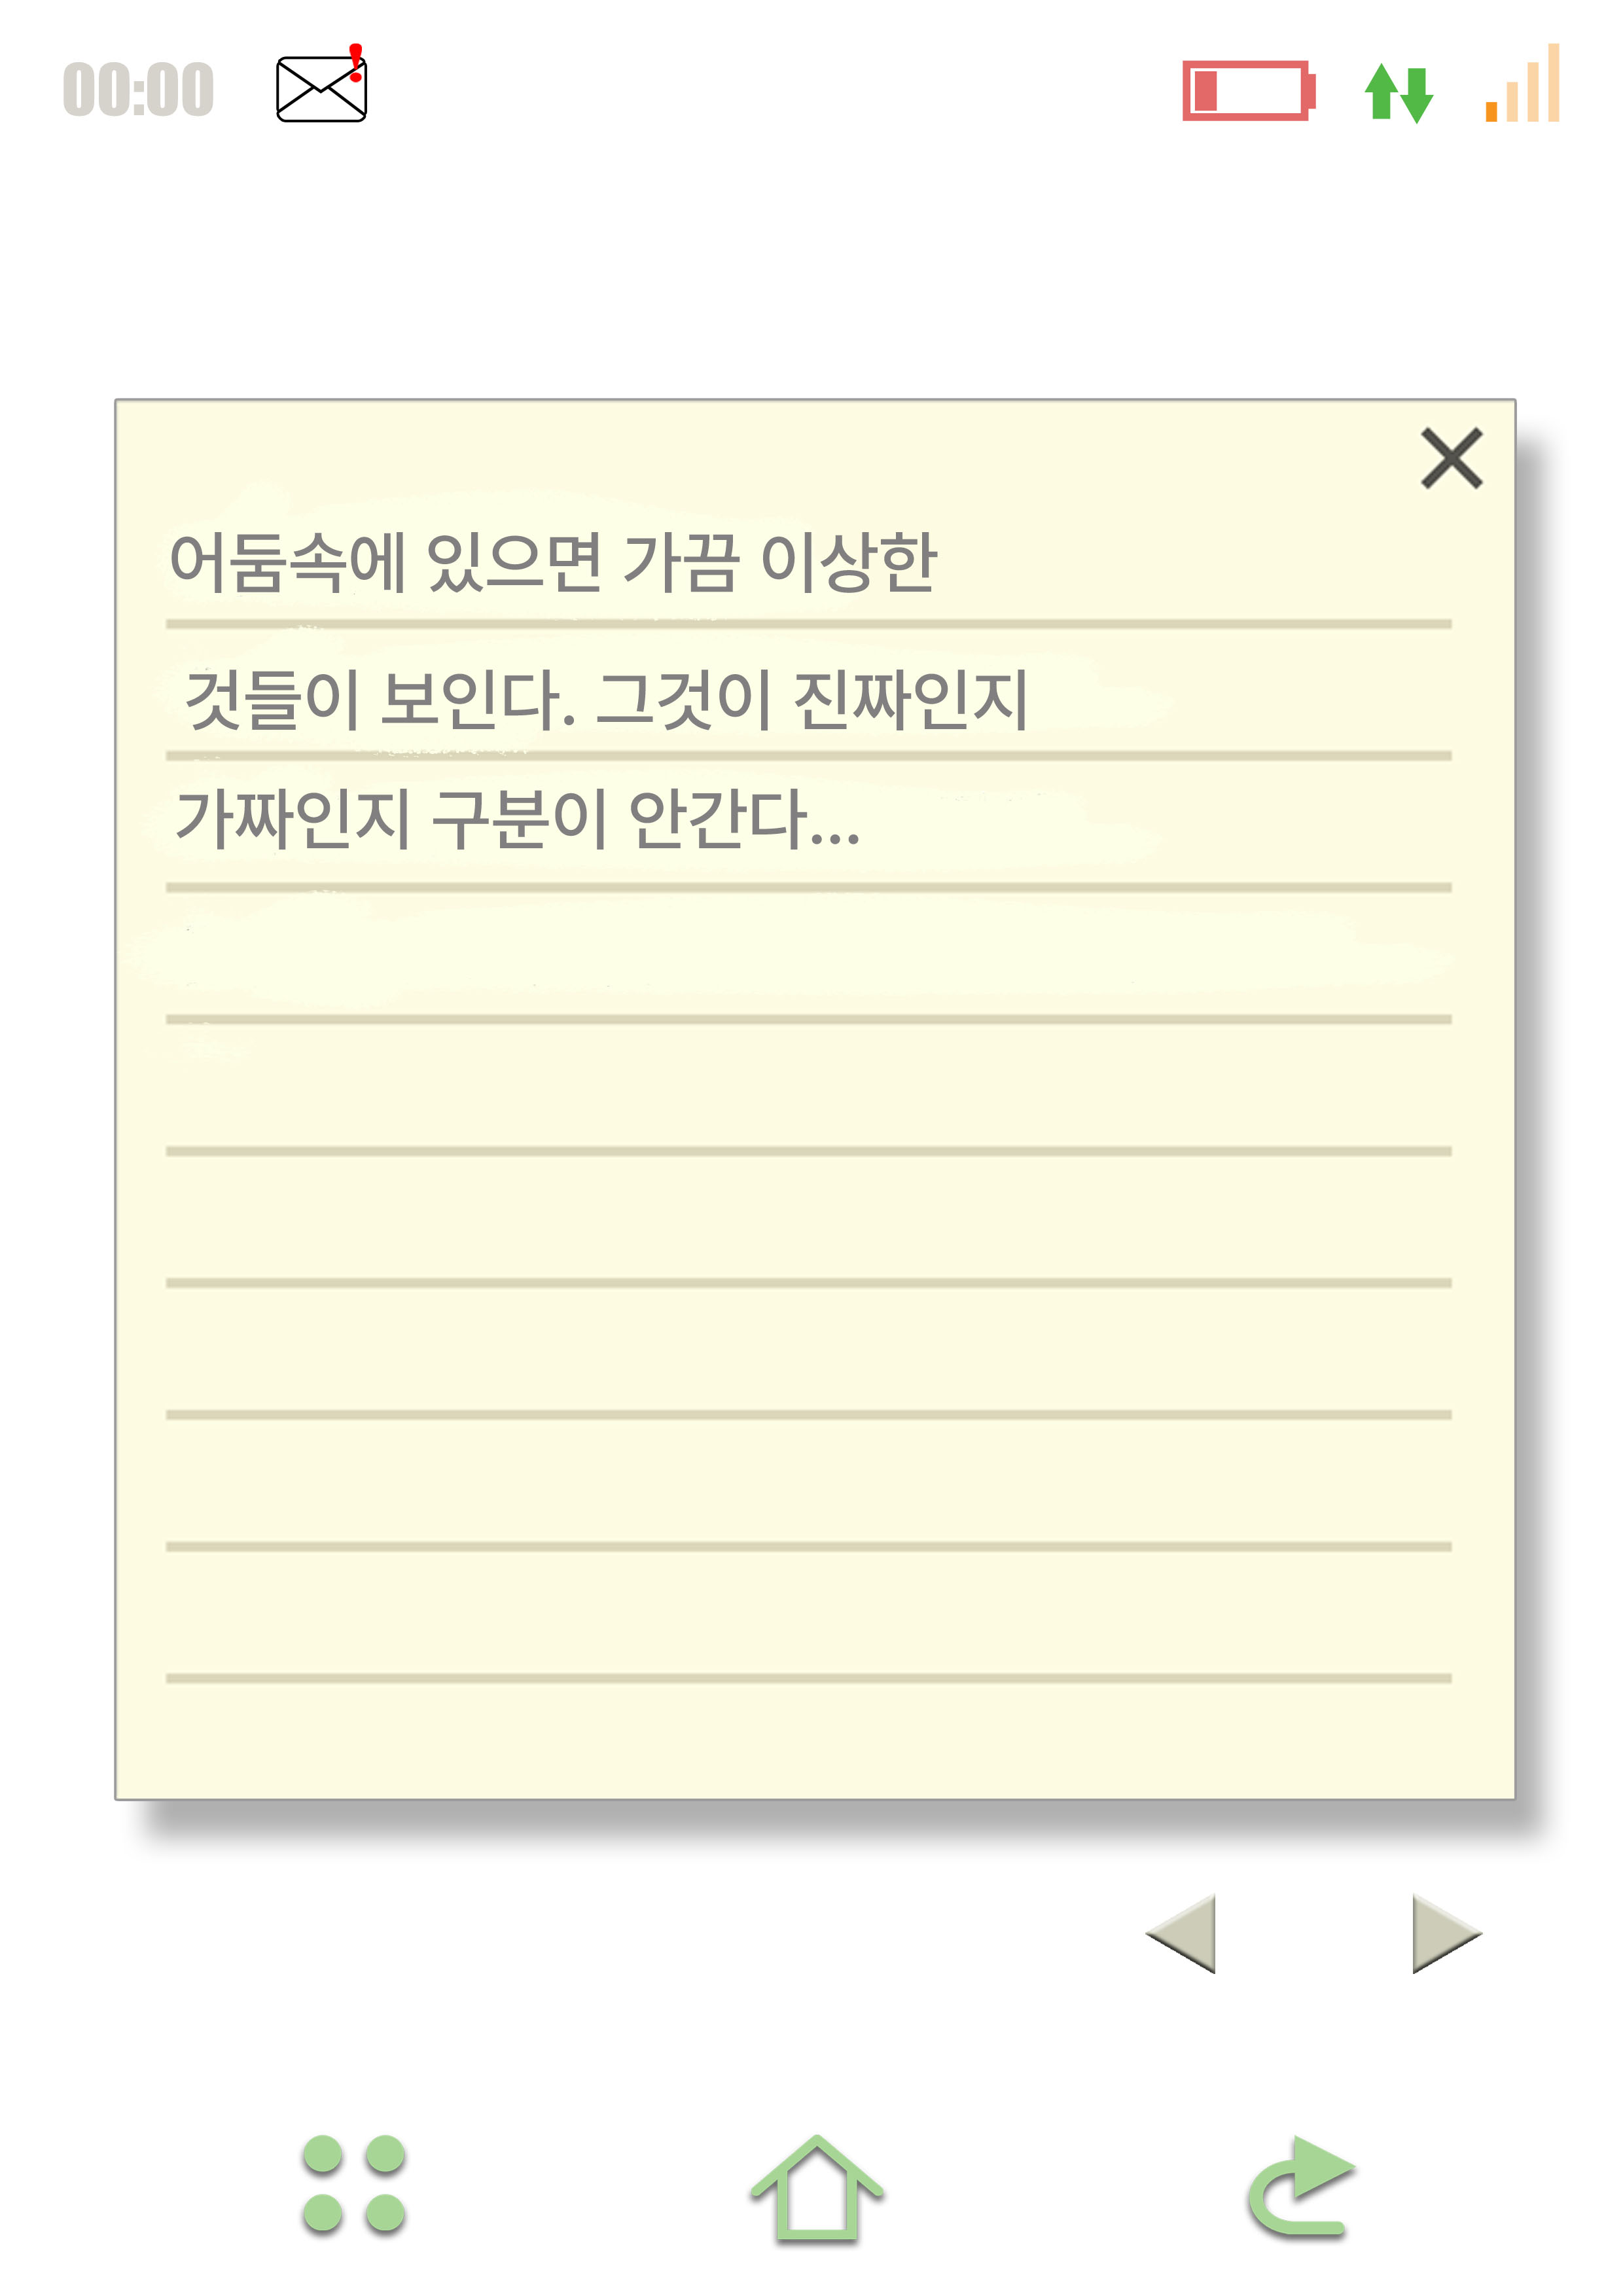 00:00
어둠속에 있으면 가끔 이상한
것들이 보인다. 그것이 진짜인지
가짜인지 구분이 안간다...